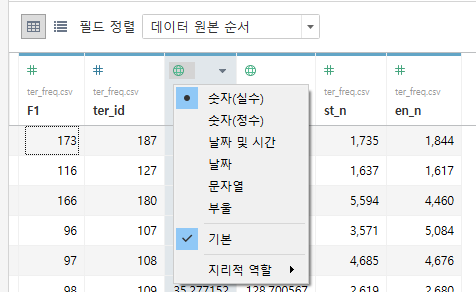 필드 정렬 데이터 원본 순서
# # #  #
ter_freq.csv ter_freq.csv ter_freq.csv ter_freq.csv
F1 ter_id st_n en_n
숫자(실수)
숫자(정수)
날짜 및 시간
날짜
문자열
부울
기본
지리적 역할
173 187 1,735 1,844
116 127 1,637 1,617
166 180 5,594 4,460
96 107 3,571 5,084
97 108 4,685 4,676
98 109 35.277152 128.700567 2,619 2,680